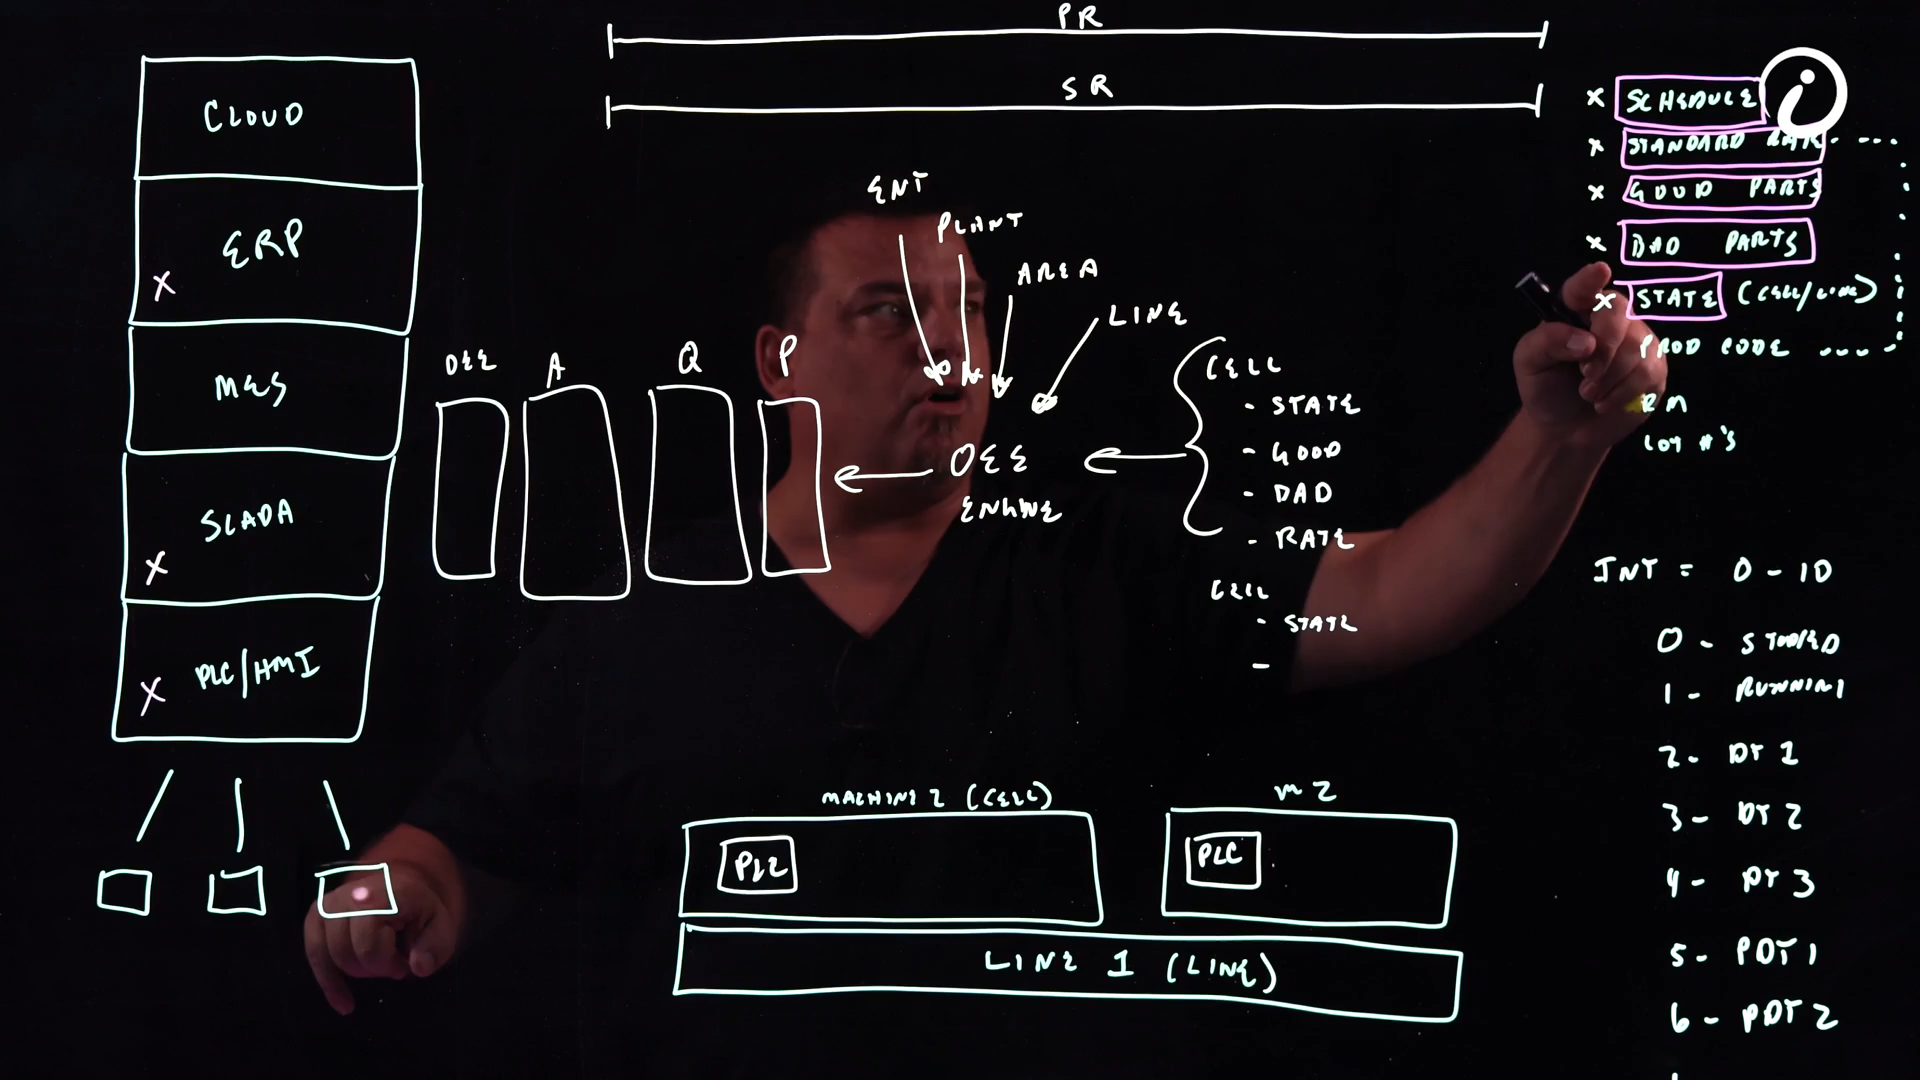 PR
SR
CLOUD
ERP
X
MES
SCADA
X
PLC/HMI
X
OEE
A
Q
P
ENT
PLANT
AREA
LINE
OEE
ENGINE
CELL
- STATE
- GOOD
- BAD
- RATE
CELL
- STATE
-
MACHINE 2 (CELL)
PLC
M2
PLC
LINE 1 (LINE)
i
X SCHEDULE
X STANDARD RATE
X GOOD PARTS
X BAD PARTS
X STATE (CELL/LINE)
PROD CODE
RM
LOT #'S
INT = 0 - 10
0 - STOPPED
1 - RUNNING
2 - DT 1
3 - DT 2
4 - DT 3
5 - PDT 1
6 - PDT 2